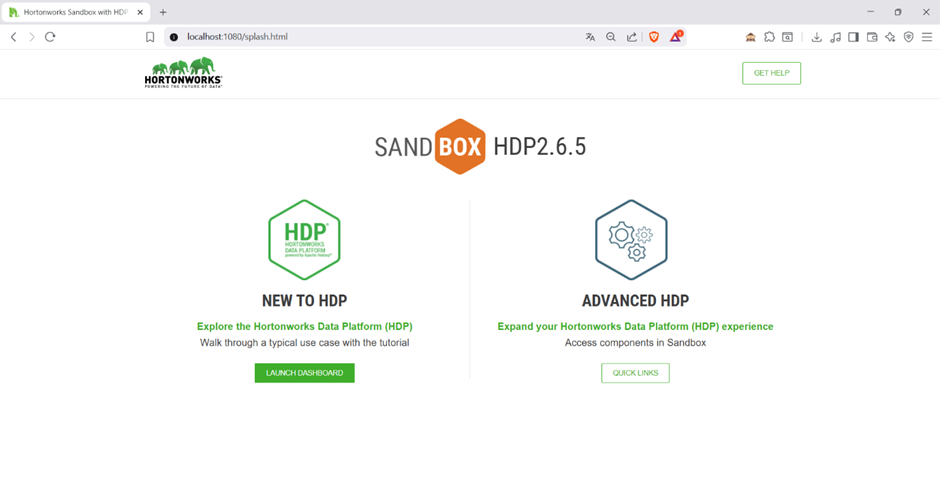 Hortonworks Sandbox with HDP
localhost:1080/splash.html
HORTONWORKS
POWERING THE FUTURE OF DATA
GET HELP
SANDBOX HDP2.6.5
HDP
HORTONWORKS
DATA PLATFORM
powered by Apache Hadoop
NEW TO HDP
Explore the Hortonworks Data Platform (HDP)
Walk through a typical use case with the tutorial
LAUNCH DASHBOARD
ADVANCED HDP
Expand your Hortonworks Data Platform (HDP) experience
Access components in Sandbox
QUICK LINKS